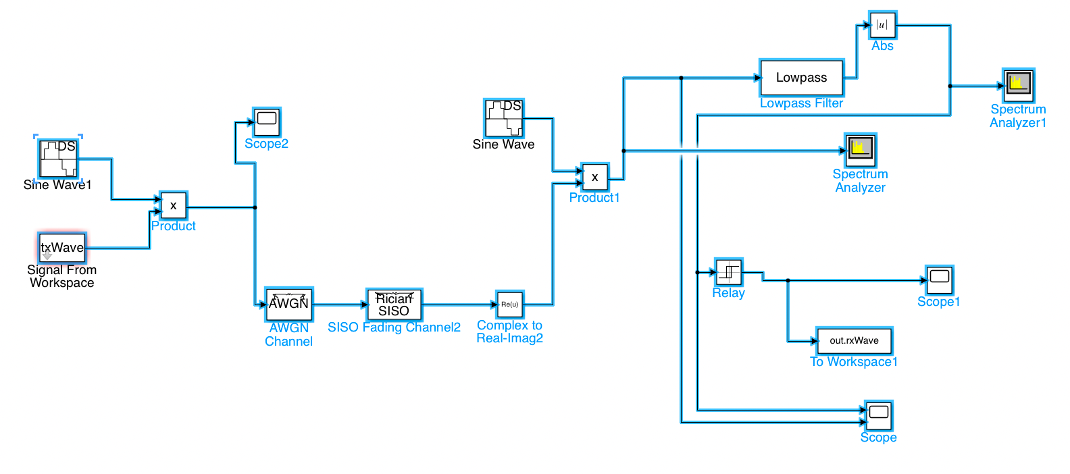 |u|
Abs
Lowpass
Lowpass Filter
Spectrum
Analyzer1
DS
Sine Wave
Scope2
DS
Sine Wave1
Spectrum
Analyzer
x
Product1
x
Product
txWave
Signal From
Workspace
Relay
Scope1
AWGN
AWGN
Channel
Rician
SISO
SISO Fading Channel2
Re(u)
Complex to
Real-Imag2
out.rxWave
To Workspace1
Scope